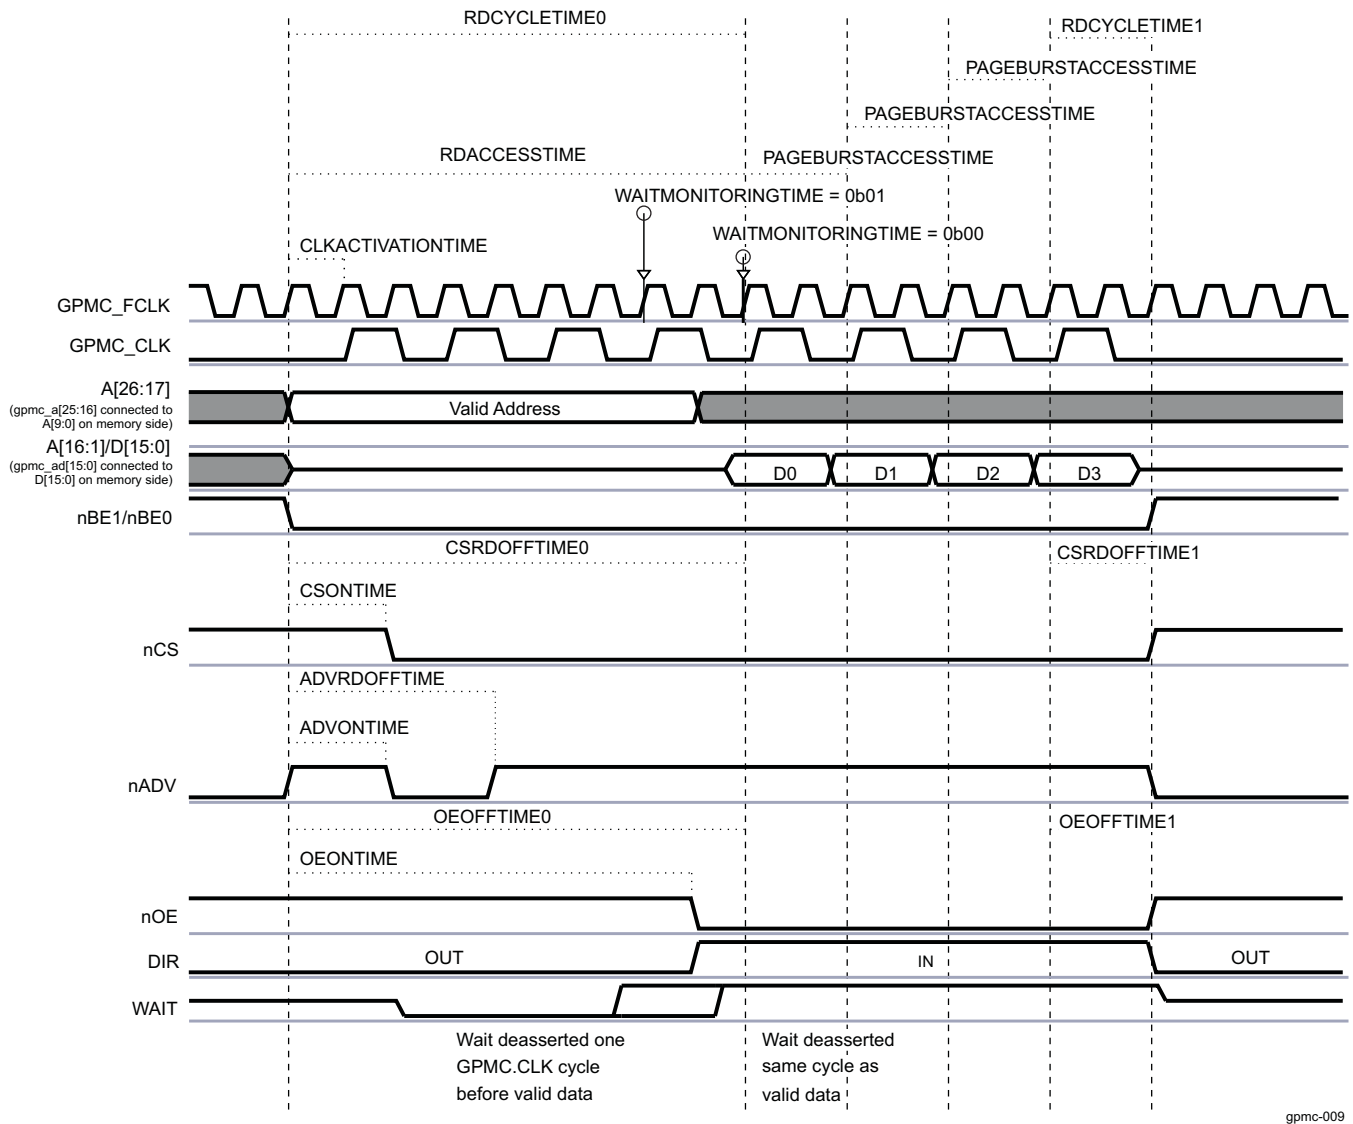 RDCYCLETIME0
RDCYCLETIME1
PAGEBURSTACCESSTIME
PAGEBURSTACCESSTIME
RDACCESSTIME
PAGEBURSTACCESSTIME
WAITMONITORINGTIME = 0b01
WAITMONITORINGTIME = 0b00
CLKACTIVATIONTIME
GPMC_FCLK
GPMC_CLK
A[26:17]
(gpmc_a[25:16] connected to
A[9:0] on memory side)
Valid Address
A[16:1]/D[15:0]
(gpmc_ad[15:0] connected to
D[15:0] on memory side)
D0
D1
D2
D3
nBE1/nBE0
CSRDOFFTIME0
CSRDOFFTIME1
CSONTIME
nCS
ADVRDOFFTIME
ADVONTIME
nADV
OEOFFTIME0
OEOFFTIME1
OEONTIME
nOE
DIR
OUT
IN
OUT
WAIT
Wait deasserted one
GPMC.CLK cycle
before valid data
Wait deasserted
same cycle as
valid data
gpmc-009